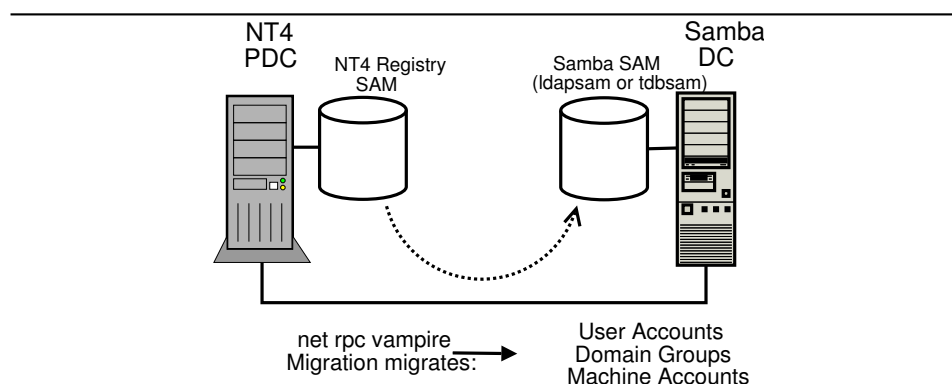 NT4
PDC
NT4 Registry
SAM
Samba SAM
(ldapsam or tdbsam)
Samba
DC
net rpc vampire
Migration migrates:
User Accounts
Domain Groups
Machine Accounts